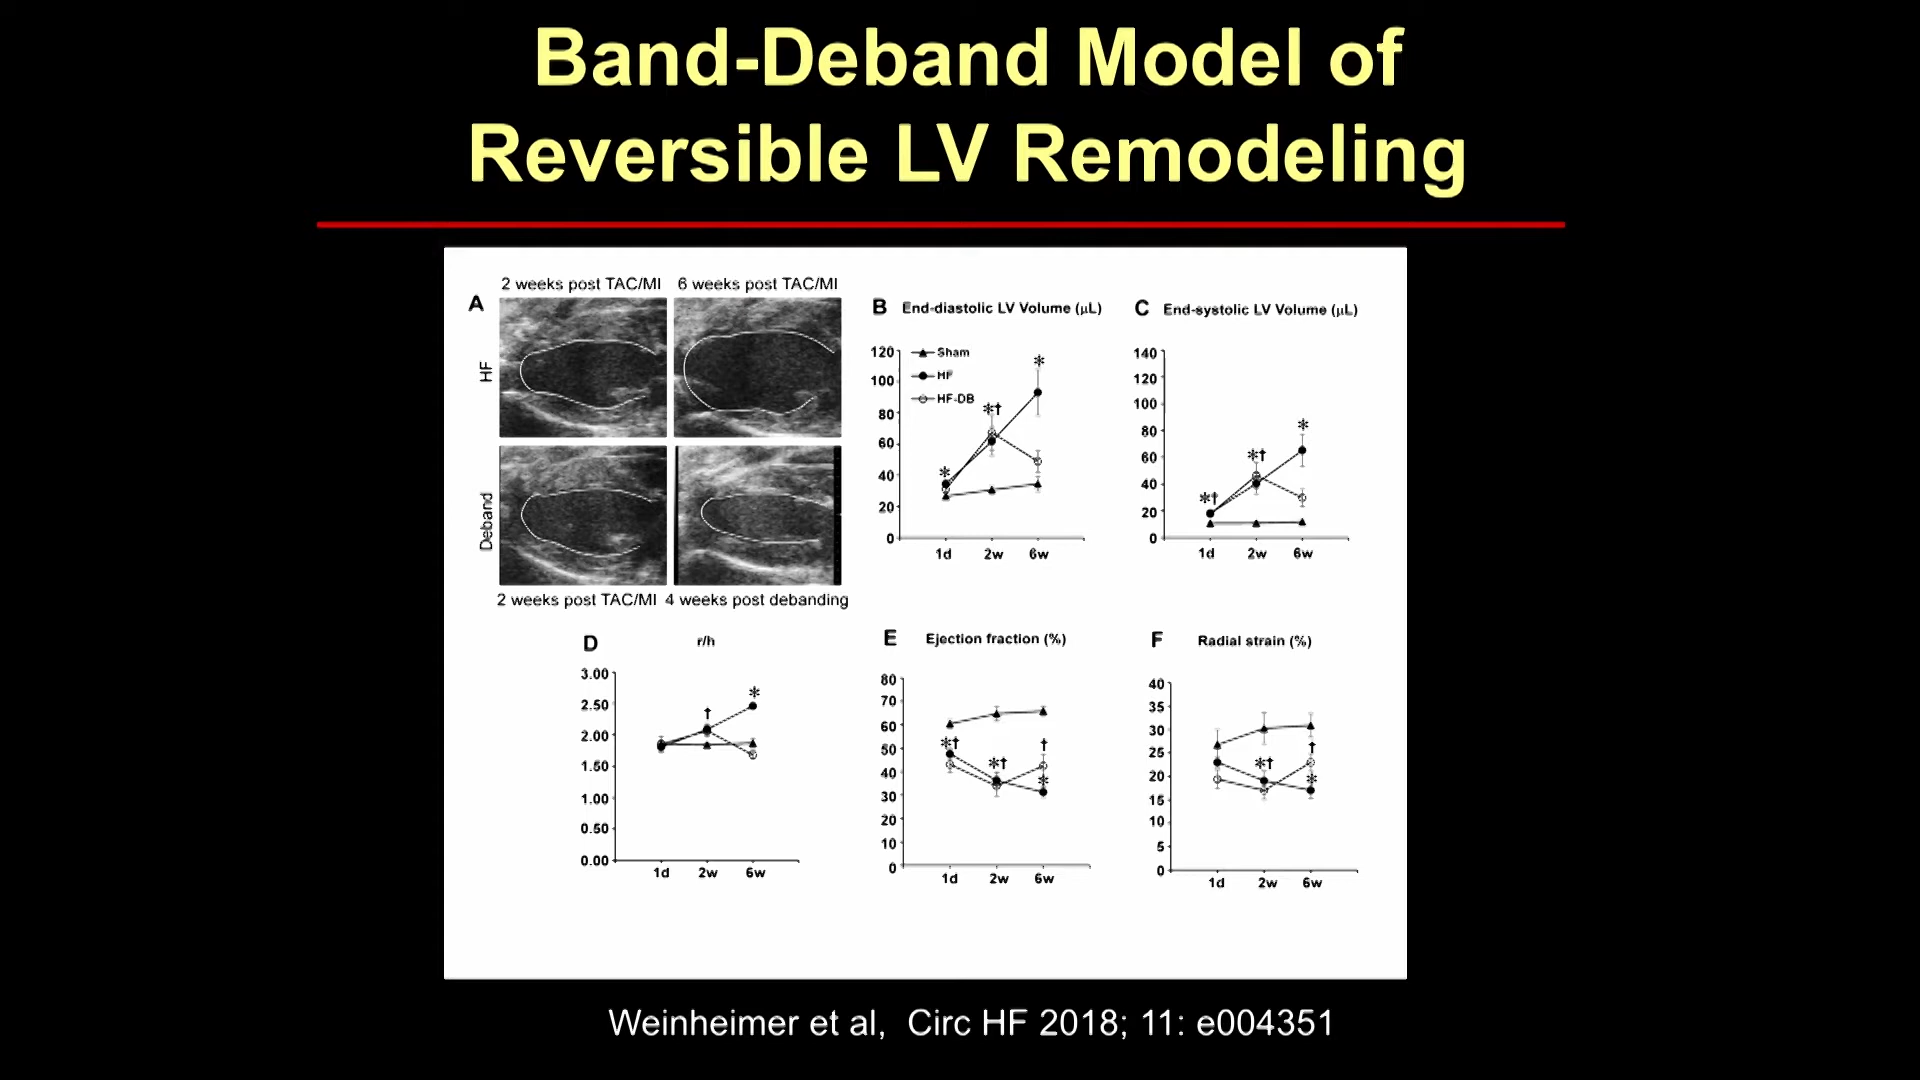 Band-Deband Model of
Reversible LV Remodeling
2 weeks post TAC/MI
6 weeks post TAC/MI
A
HF
Deband
2 weeks post TAC/MI
4 weeks post debanding
B
End-diastolic LV Volume (µL)
120
100
80
60
40
20
0
Sham
HF
HF-DB
*
*†
*
1d
2w
6w
C
End-systolic LV Volume (µL)
140
120
100
80
60
40
20
0
*†
*†
*
1d
2w
6w
D
r/h
3.00
2.50
2.00
1.50
1.00
0.50
0.00
†
*
1d
2w
6w
E
Ejection fraction (%)
80
70
60
50
40
30
20
10
0
*†
*†
†
*
1d
2w
6w
F
Radial strain (%)
40
35
30
25
20
15
10
5
0
*†
†
*
1d
2w
6w
Weinheimer et al, Circ HF 2018; 11: e004351